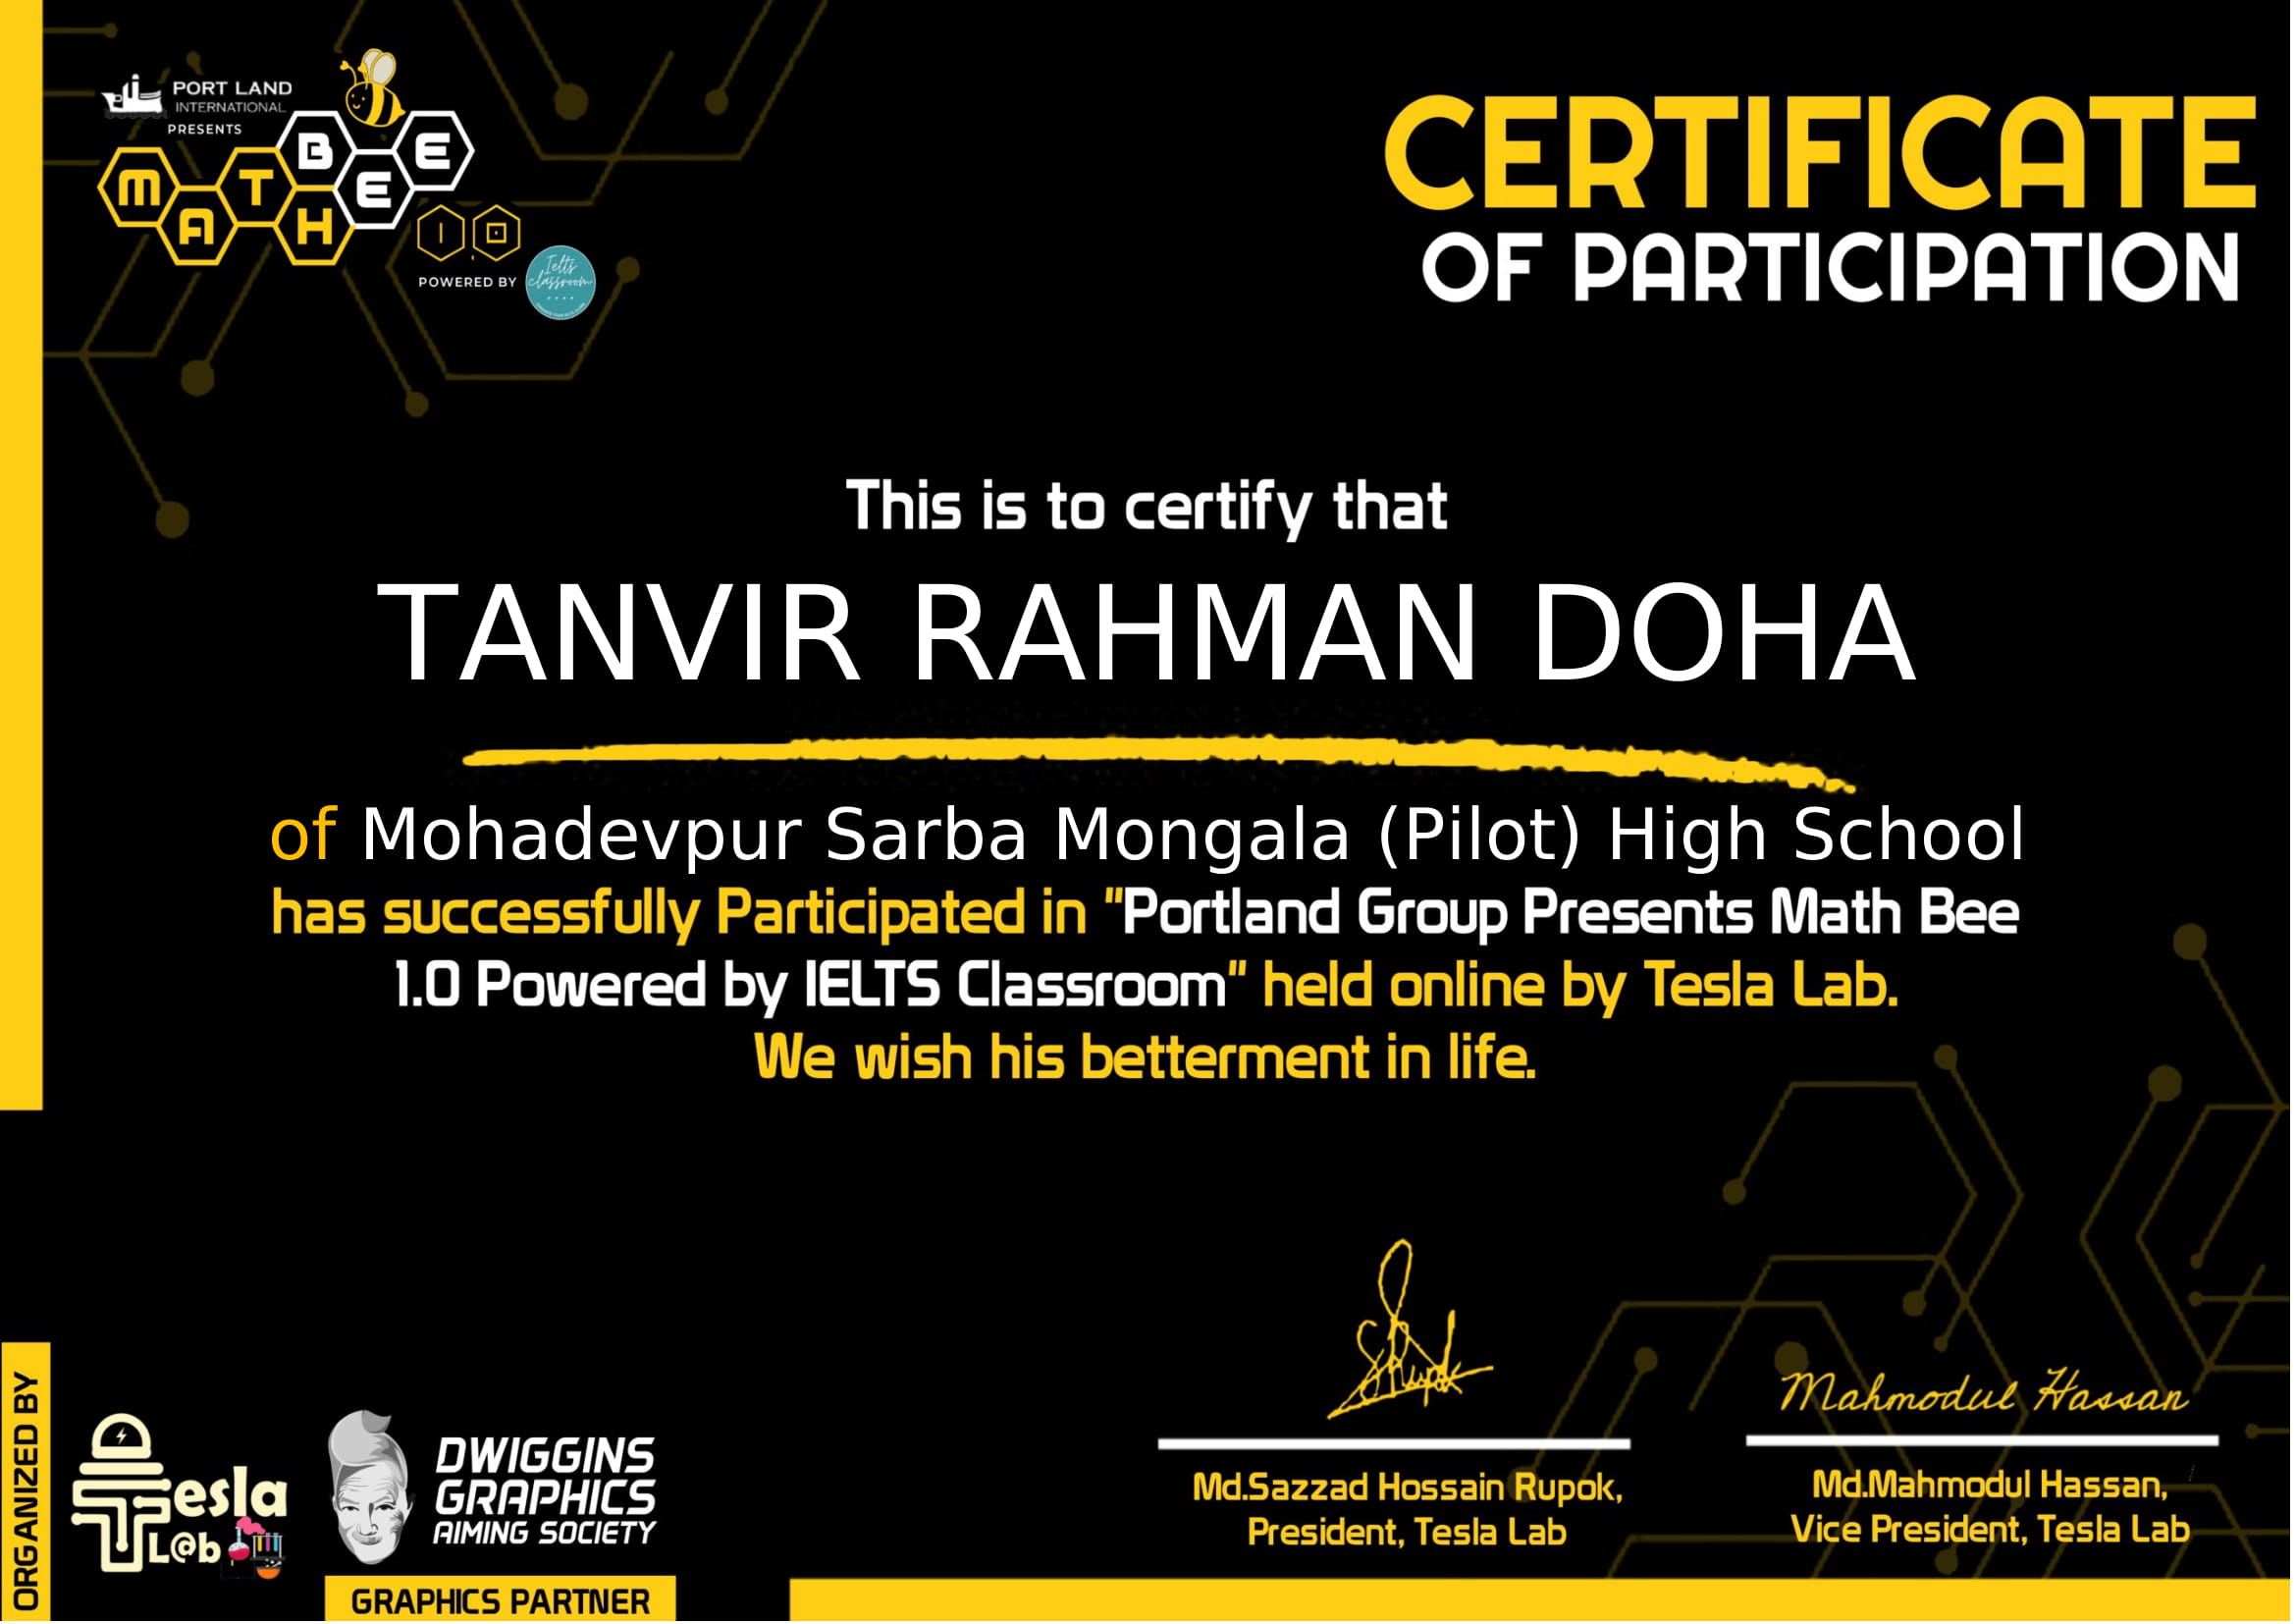 PORT LAND
INTERNATIONAL
PRESENTS
MATH BEE
1.0
POWERED BY
Ielts
classroom
CERTIFICATE
OF PARTICIPATION
This is to certify that
TANVIR RAHMAN DOHA
of Mohadevpur Sarba Mongala (Pilot) High School
has successfully Participated in "Portland Group Presents Math Bee
1.0 Powered by IELTS Classroom" held online by Tesla Lab.
We wish his betterment in life.
ORGANIZED BY
Tesla
L@b
DWIGGINS
GRAPHICS
AIMING SOCIETY
GRAPHICS PARTNER
SRupok
Md.Sazzad Hossain Rupok,
President, Tesla Lab
Mahmodul Hassan
Md.Mahmodul Hassan,
Vice President, Tesla Lab